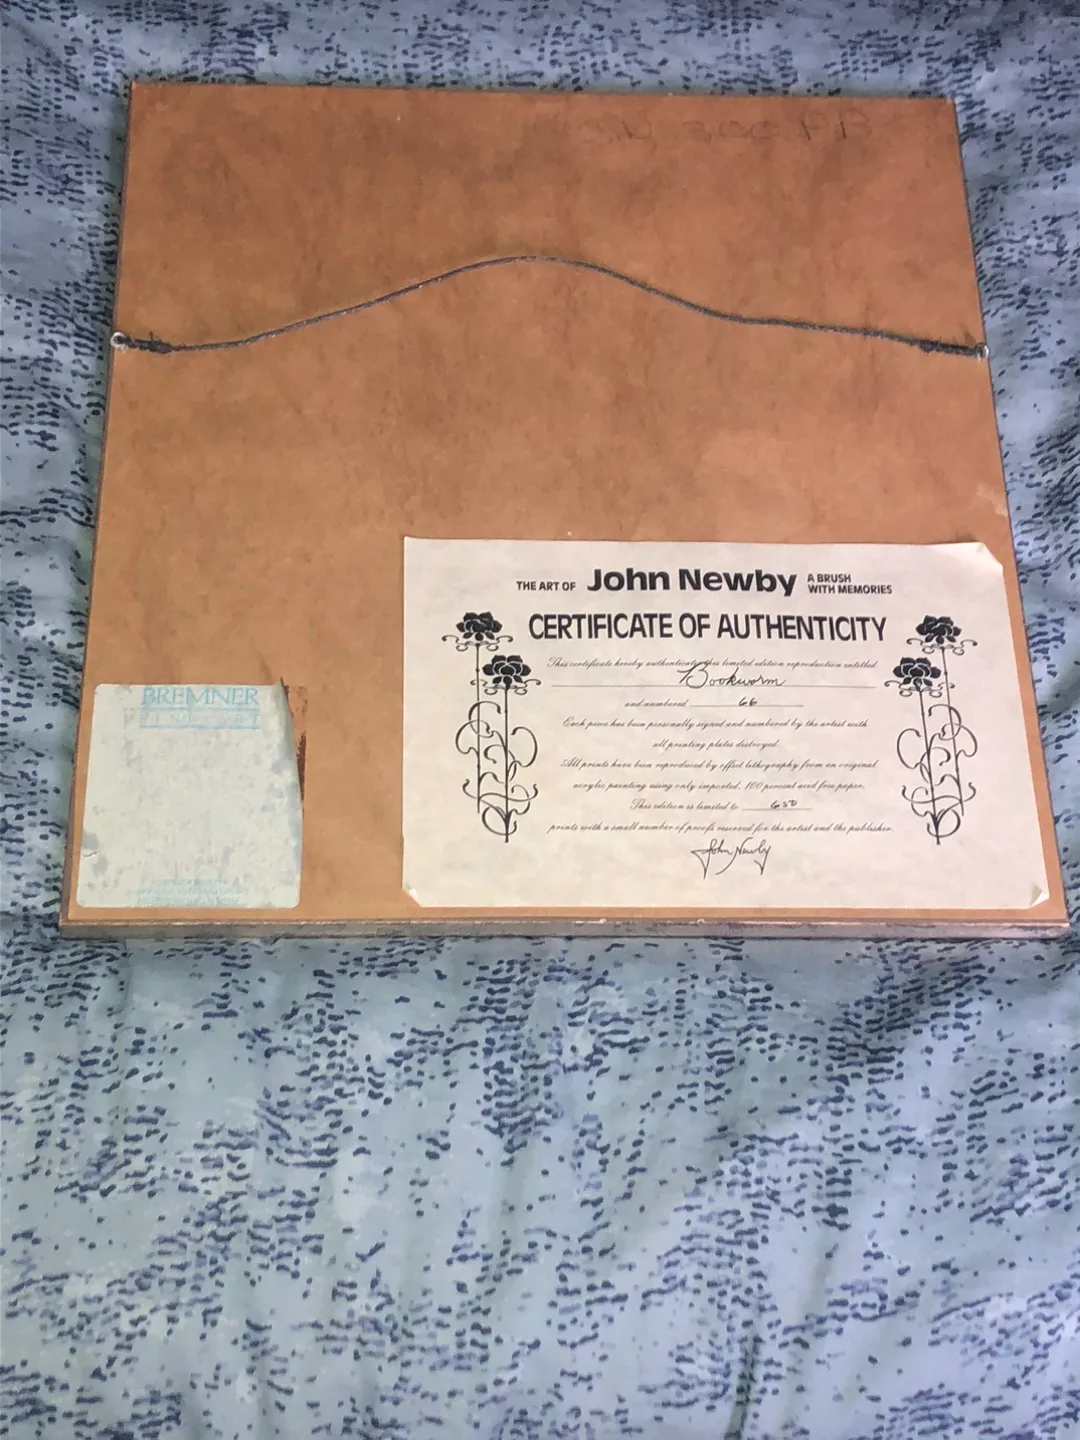 THE ART OF John Newby A BRUSH WITH MEMORIES
CERTIFICATE OF AUTHENTICITY
This certificate hereby authenticates this limited edition reproduction entitled
Bookworm
and numbered 66
Each piece has been personally signed and numbered by the artist with
all printing plates destroyed.
All prints have been reproduced by offset lithography from an original
acrylic painting using only imported, 100 percent acid free paper.
This edition is limited to 600
prints with a small number of proofs reserved for the artist and the publisher.
John Newby
BREMNER